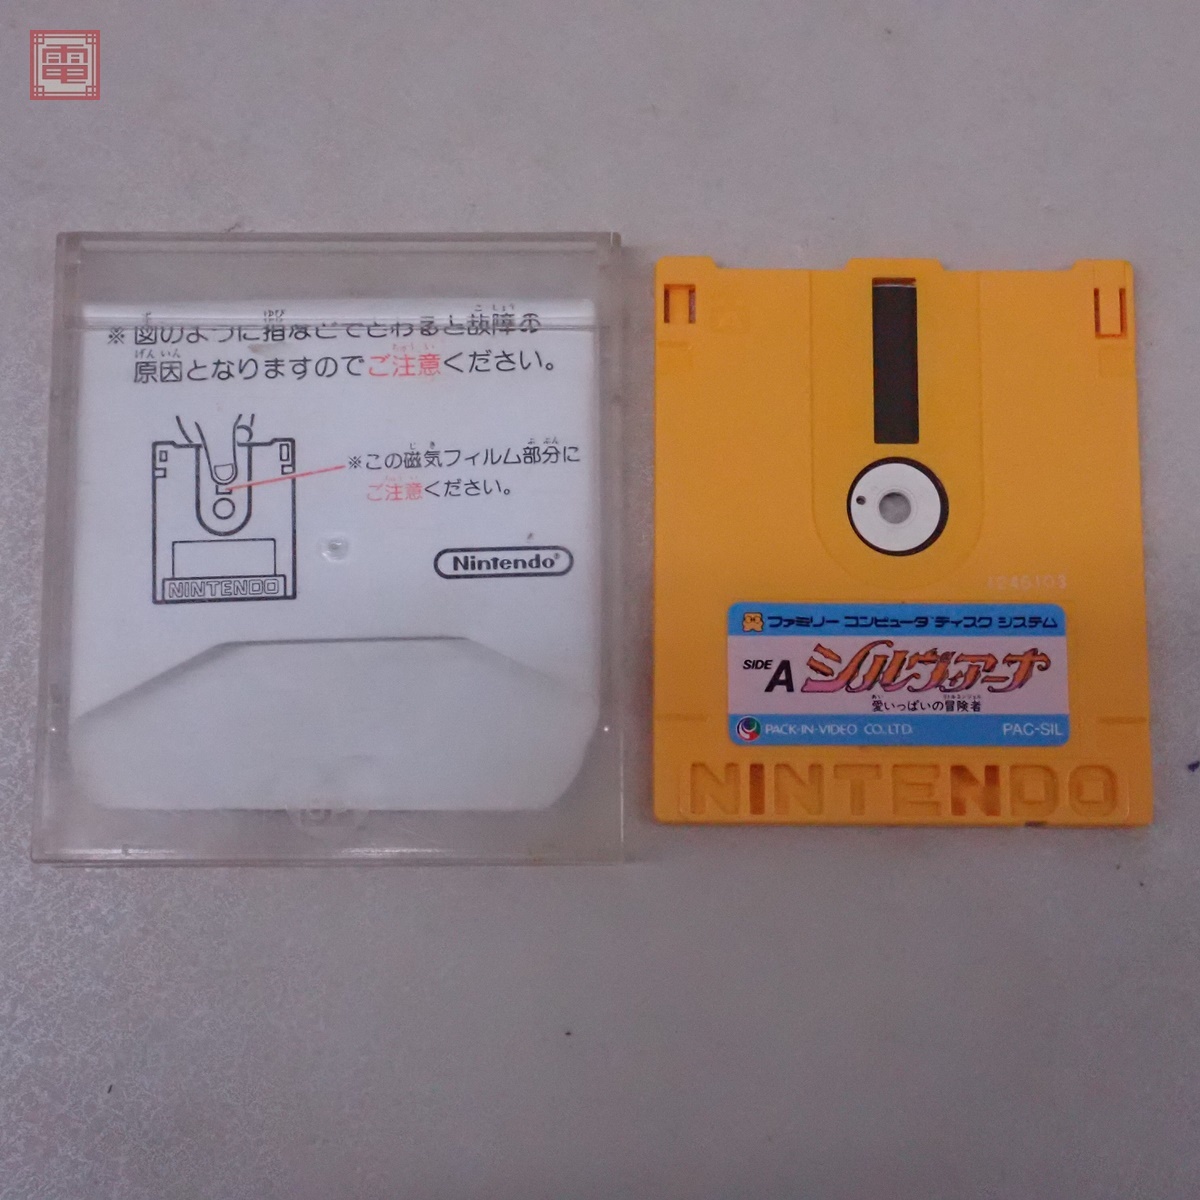 電
※図のように指などでさわると故障の
原因となりますのでご注意ください。
※この磁気フィルム部分に
ご注意ください。
NINTENDO
Nintendo®
ファミリー コンピュータ ディスク システム
SIDE A
シルヴィアーナ
愛いっぱいの冒険者
PACK-IN-VIDEO CO.,LTD. PAC-SIL
NINTENDO